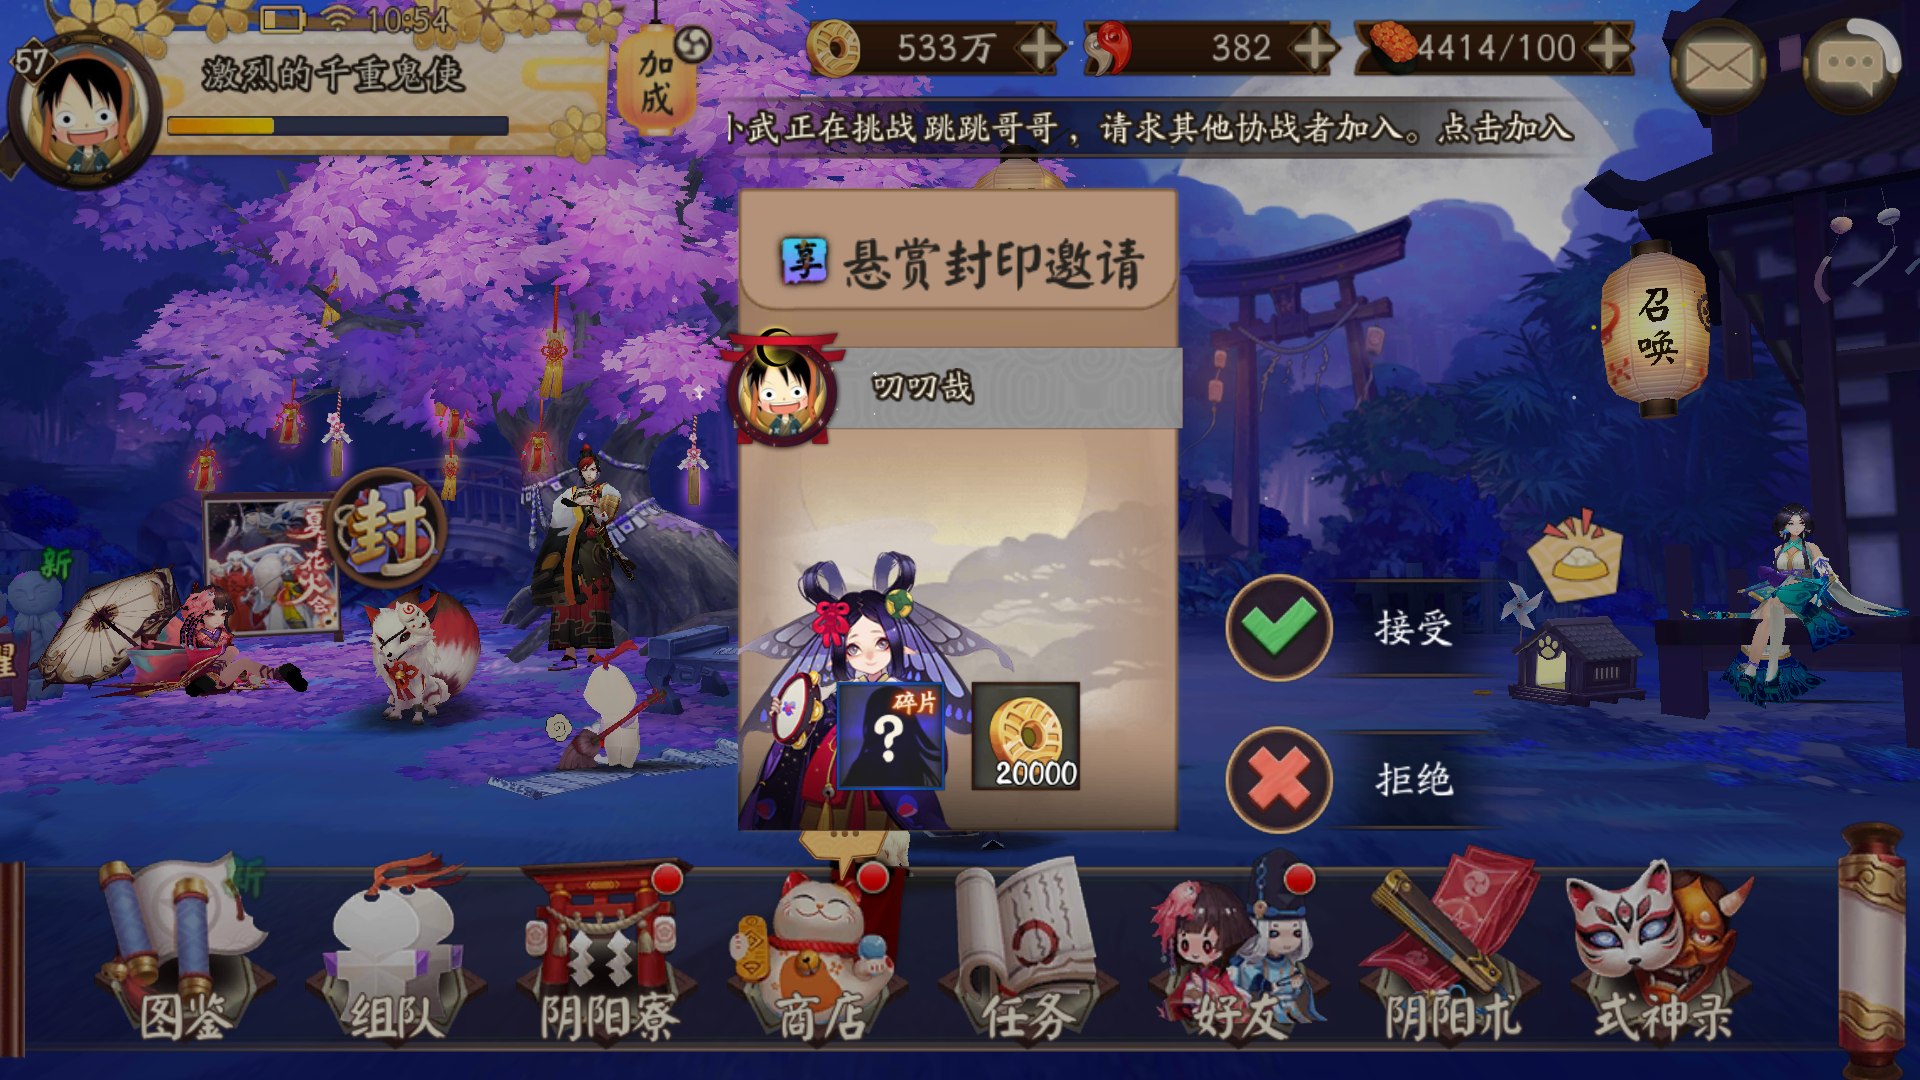 10:54
57
激烈的千重鬼使
加成
533万
382
4414/100
卜武 正在挑战 跳跳哥哥，请求其他协战者加入。点击加入
享 悬赏封印邀请
叨叨哉
召唤
封
新
夏日花火会
碎片
?
20000
接受
拒绝
新
图鉴
组队
阴阳寮
商店
任务
好友
阴阳术
式神录